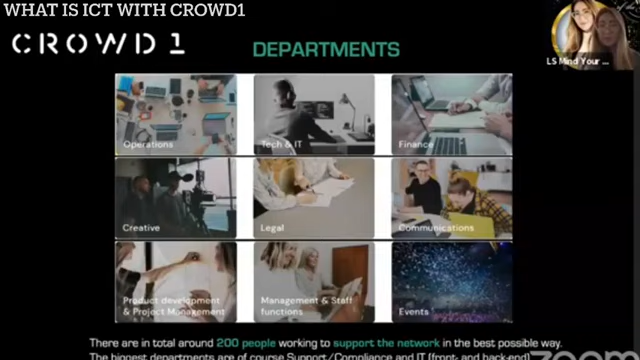 WHAT IS ICT WITH CROWD1
CROWD 1
DEPARTMENTS
LS Mind Your ...
Operations
Tech & IT
Finance
Creative
Legal
Communications
Product development
& Project Management
Management & Staff
functions
Events
There are in total around 200 people working to support the network in the best possible way.
The biggest departments are of course Support/Compliance and IT (front- and back-end)
zoom